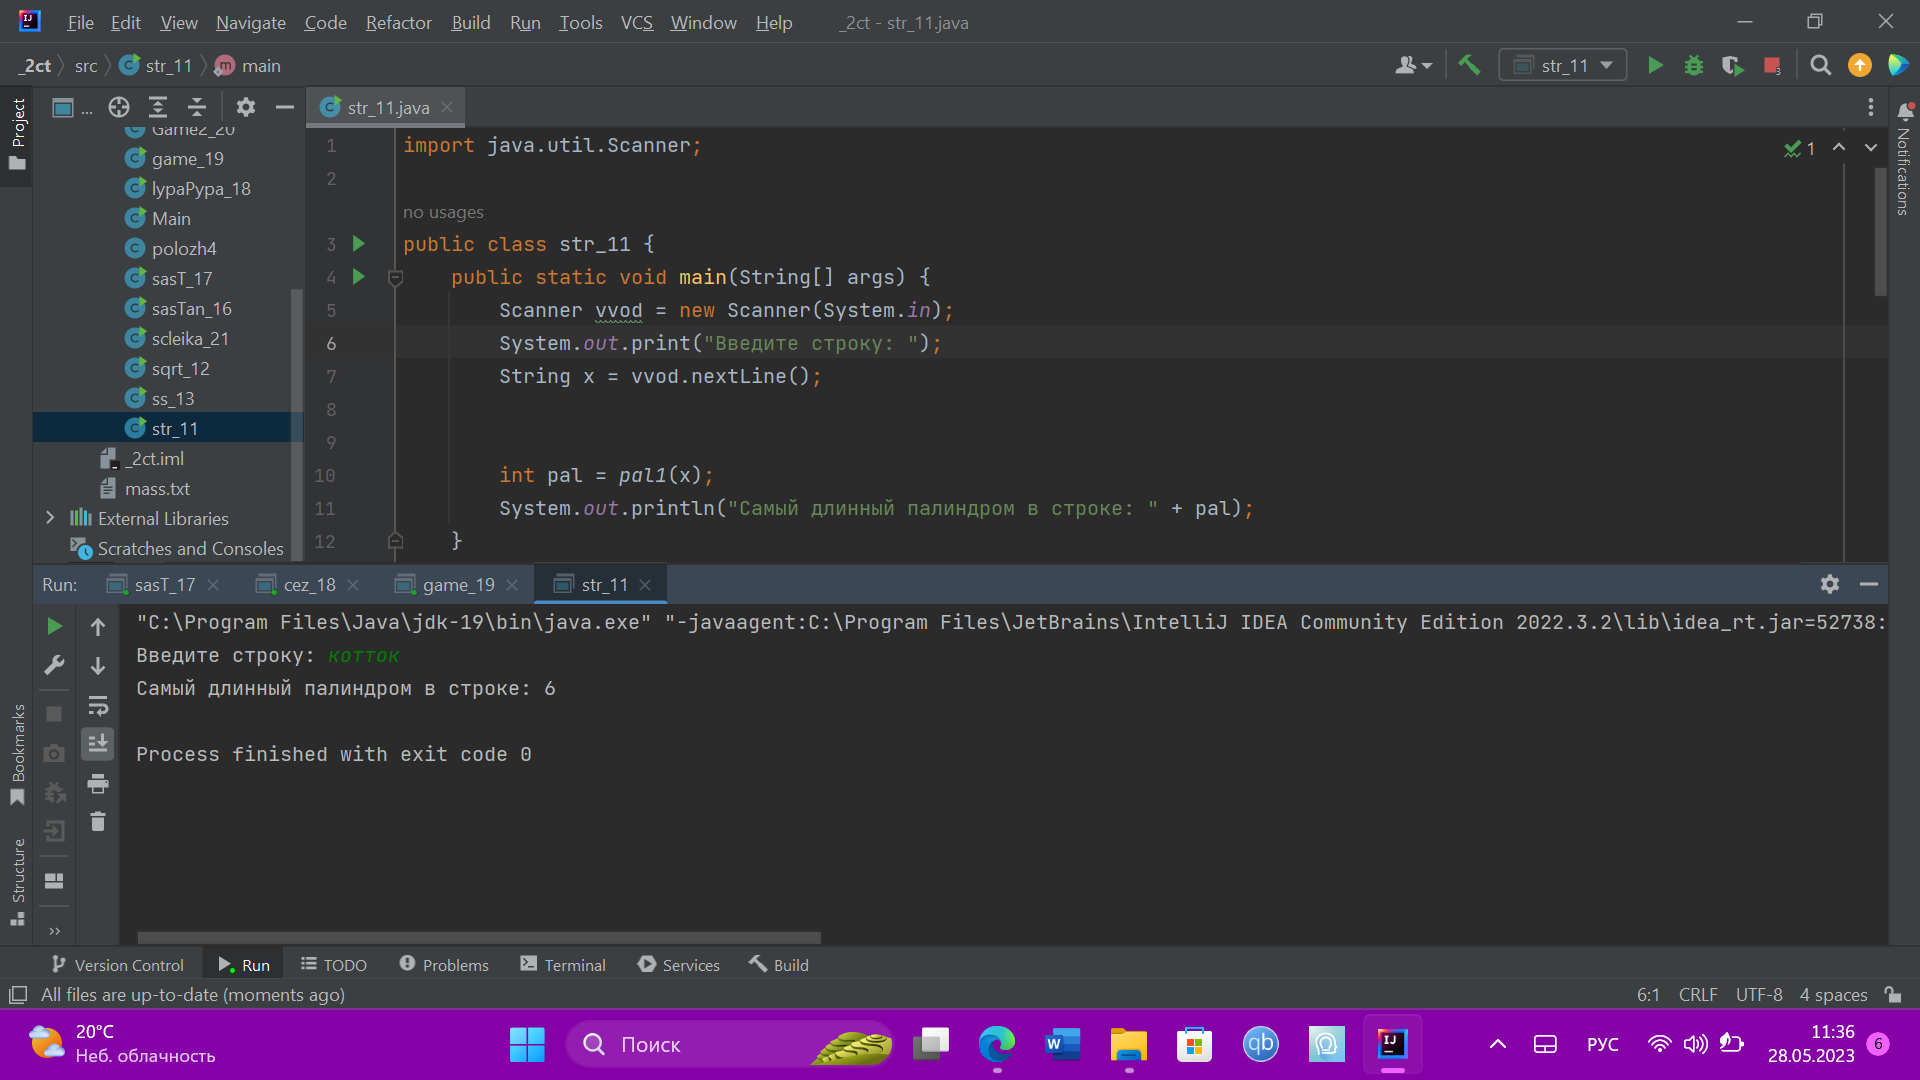 File Edit View Navigate Code Refactor Build Run Tools VCS Window Help _2ct - str_11.java
_2ct src str_11 main
str_11
Project
...
str_11.java
Game2_20
game_19
lypaPypa_18
Main
polozh4
sasT_17
sasTan_16
scleika_21
sqrt_12
ss_13
str_11
_2ct.iml
mass.txt
External Libraries
Scratches and Consoles
1 import java.util.Scanner;
2
no usages
3 public class str_11 {
4 public static void main(String[] args) {
5 Scanner vvod = new Scanner(System.in);
6 System.out.print("Введите строку: ");
7 String x = vvod.nextLine();
8
9
10 int pal = pal1(x);
11 System.out.println("Самый длинный палиндром в строке: " + pal);
12 }
1
Notifications
Run: sasT_17 cez_18 game_19 str_11
"C:\Program Files\Java\jdk-19\bin\java.exe" "-javaagent:C:\Program Files\JetBrains\IntelliJ IDEA Community Edition 2022.3.2\lib\idea_rt.jar=52738:
Введите строку: котток
Самый длинный палиндром в строке: 6
Process finished with exit code 0
Bookmarks
Structure
Version Control Run TODO Problems Terminal Services Build
All files are up-to-date (moments ago) 6:1 CRLF UTF-8 4 spaces
20°C
Неб. облачность
Поиск
W
qb
IJ
РУС
11:36
28.05.2023
6